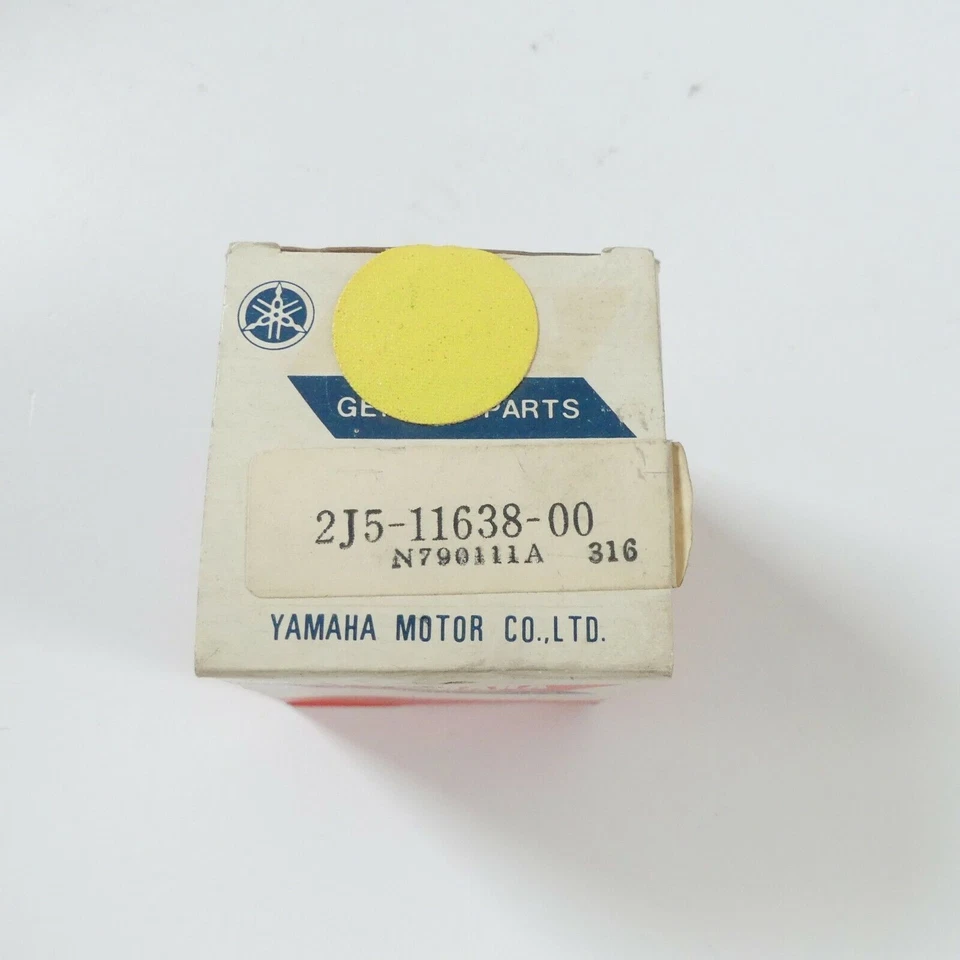 GE PARTS
2J5-11638-00
N790111A 316
YAMAHA MOTOR CO.,LTD.